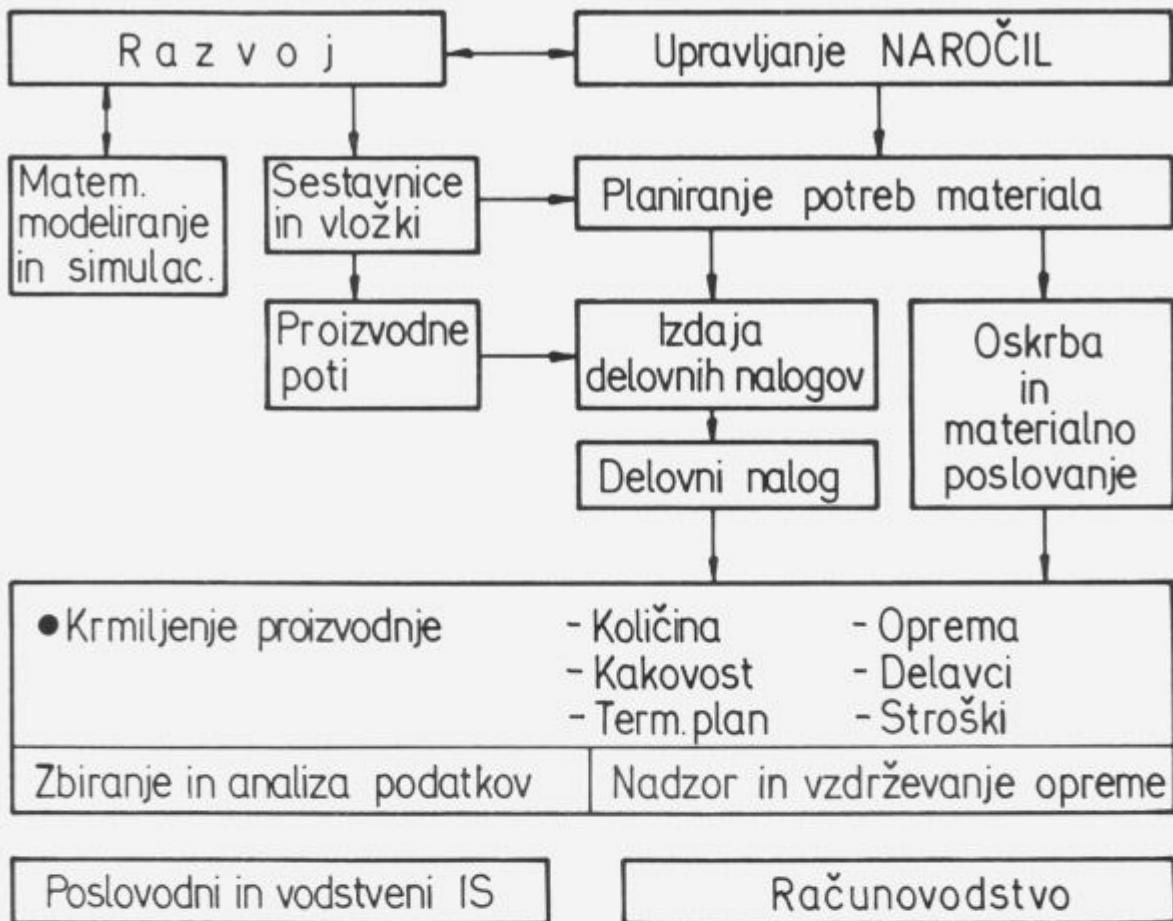 Razvoj
Upravljanje NAROČIL
Matem.
modeliranje
in simulac.
Sestavnice
in vložki
Planiranje potreb materiala
Proizvodne
poti
Izdaja
delovnih nalogov
Oskrba
in
materialno
poslovanje
Delovni nalog
● Krmiljenje proizvodnje
- Količina
- Kakovost
- Term. plan
- Oprema
- Delavci
- Stroški
Zbiranje in analiza podatkov
Nadzor in vzdrževanje opreme
Poslovodni in vodstveni IS
Računovodstvo